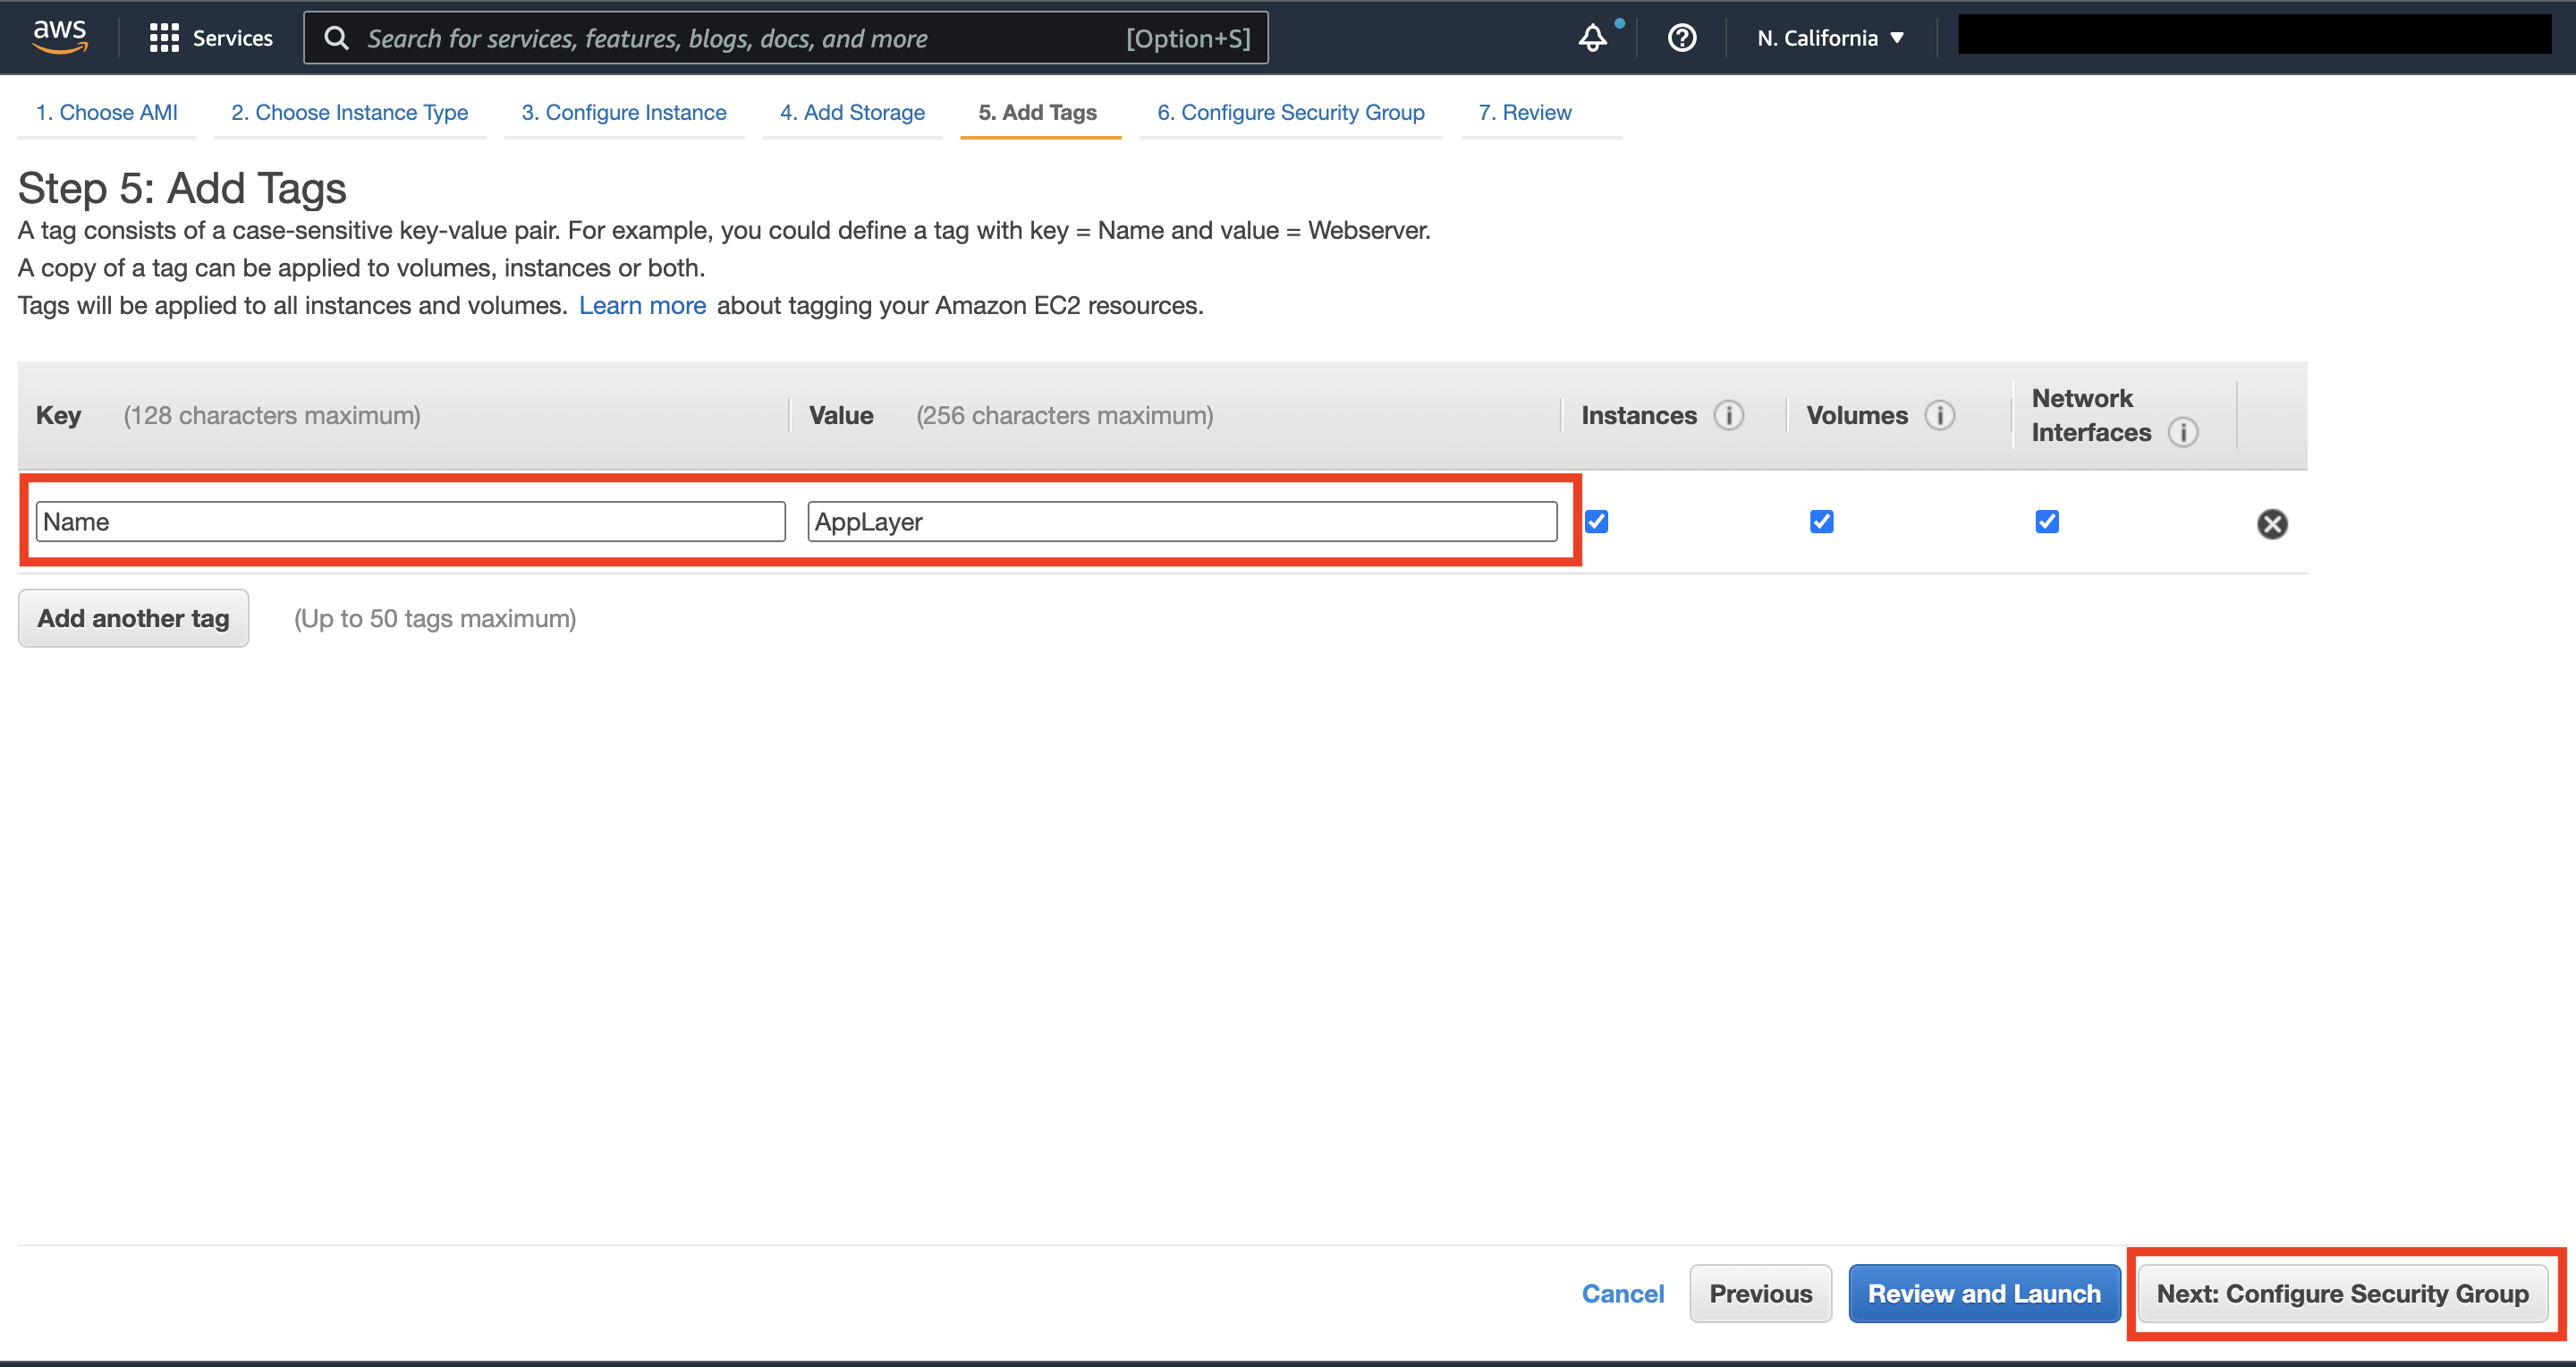 aws Services Search for services, features, blogs, docs, and more [Option+S] N. California
1. Choose AMI 2. Choose Instance Type 3. Configure Instance 4. Add Storage 5. Add Tags 6. Configure Security Group 7. Review
Step 5: Add Tags
A tag consists of a case-sensitive key-value pair. For example, you could define a tag with key = Name and value = Webserver.
A copy of a tag can be applied to volumes, instances or both.
Tags will be applied to all instances and volumes. Learn more about tagging your Amazon EC2 resources.
Key (128 characters maximum) Value (256 characters maximum) Instances Volumes Network
Interfaces
Name AppLayer
Add another tag (Up to 50 tags maximum)
Cancel Previous Review and Launch Next: Configure Security Group